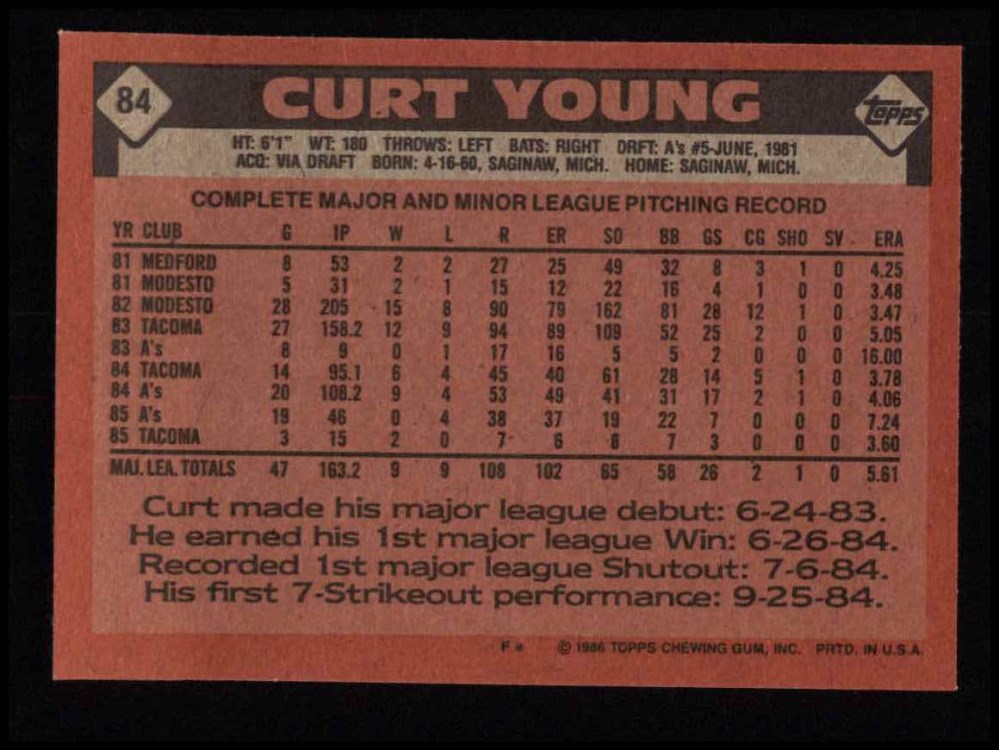 84 CURT YOUNG topps
HT: 6'1" WT: 180 THROWS: LEFT BATS: RIGHT DRFT: A's #5-JUNE, 1981
ACQ: VIA DRAFT BORN: 4-16-60, SAGINAW, MICH. HOME: SAGINAW, MICH.
COMPLETE MAJOR AND MINOR LEAGUE PITCHING RECORD
YR CLUB G IP W L R ER SO BB GS CG SHO SV ERA
81 MEDFORD 8 53 2 2 27 25 49 32 8 3 1 0 4.25
81 MODESTO 5 31 2 1 15 12 22 16 4 1 0 0 3.48
82 MODESTO 28 205 15 8 90 79 162 81 28 12 1 0 3.47
83 TACOMA 27 158.2 12 9 94 89 109 52 25 2 0 0 5.05
83 A's 8 9 0 1 17 16 5 5 2 0 0 0 16.00
84 TACOMA 14 95.1 6 4 45 40 61 28 14 5 1 0 3.78
84 A's 20 108.2 9 4 53 49 41 31 17 2 1 0 4.06
85 A's 19 46 0 4 38 37 19 22 7 0 0 0 7.24
85 TACOMA 3 15 2 0 7 6 8 7 3 0 0 0 3.60
MAJ. LEA. TOTALS 47 163.2 9 9 108 102 65 58 26 2 1 0 5.61
Curt made his major league debut: 6-24-83.
He earned his 1st major league Win: 6-26-84.
Recorded 1st major league Shutout: 7-6-84.
His first 7-Strikeout performance: 9-25-84.
F * © 1986 TOPPS CHEWING GUM, INC. PRTD. IN U.S.A.